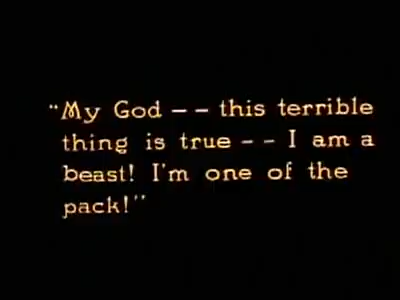 "My God -- this terrible
thing is true -- I am a
beast! I'm one of the
pack!"